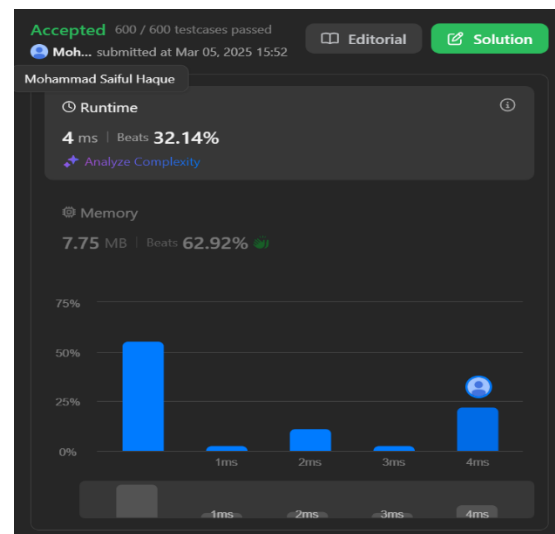 Accepted 600 / 600 testcases passed
Editorial
Solution
Moh... submitted at Mar 05, 2025 15:52
Mohammad Saiful Haque
Runtime
4 ms | Beats 32.14%
Analyze Complexity
Memory
7.75 MB | Beats 62.92%
75%
50%
25%
0%
1ms 2ms 3ms 4ms
1ms 2ms 3ms 4ms